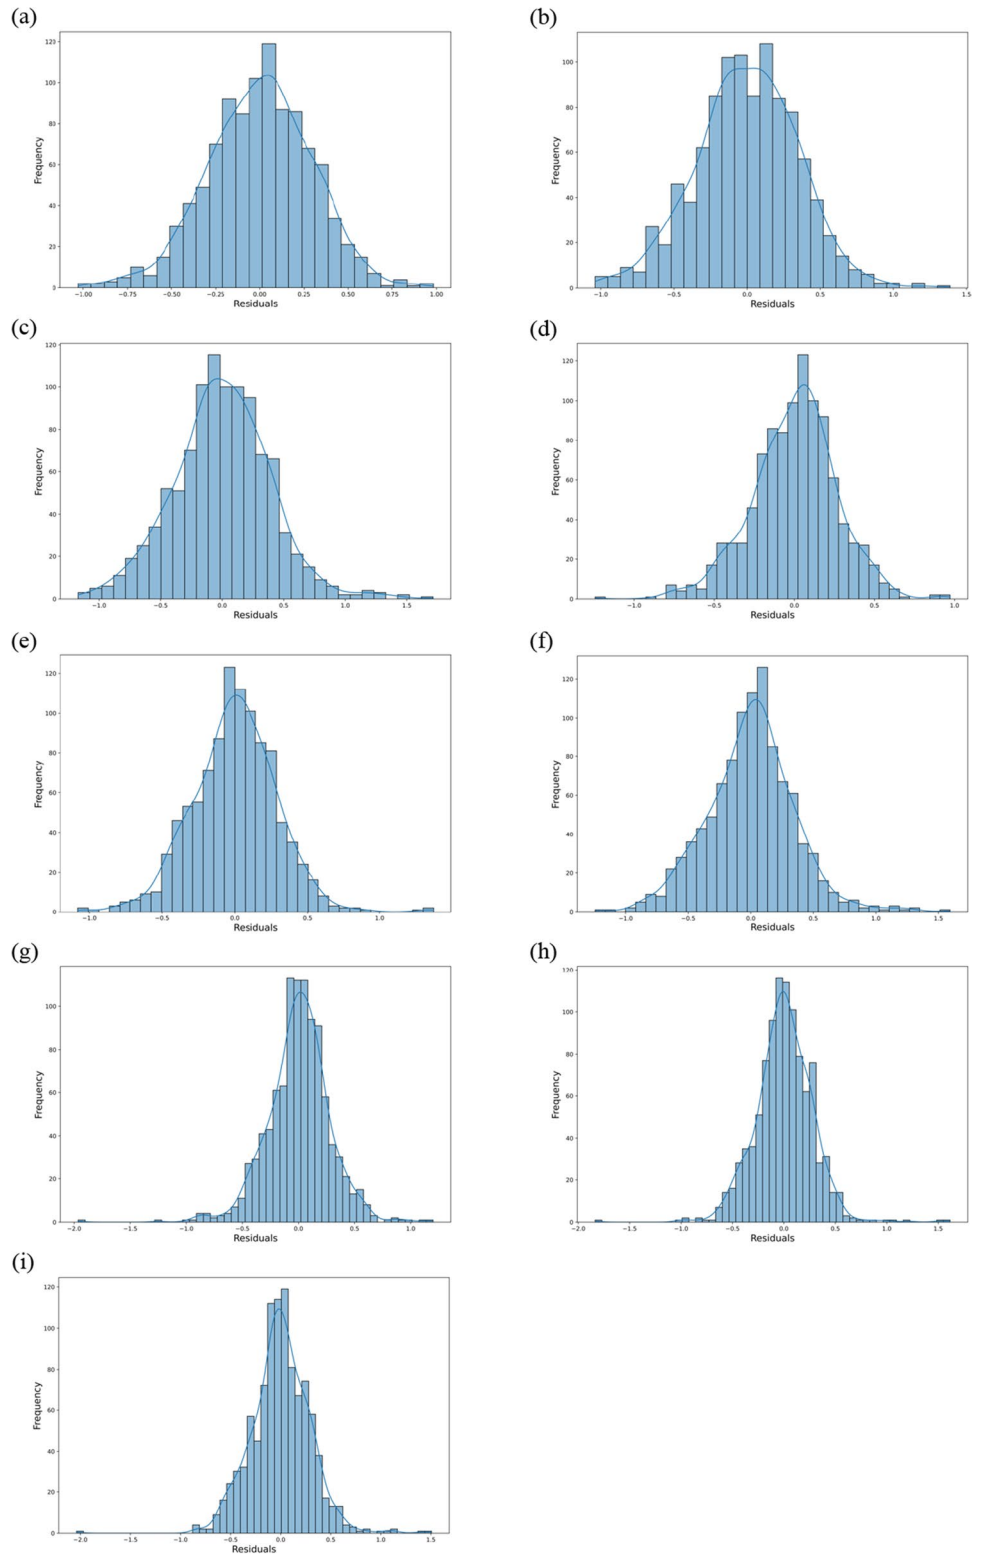 (a)
120
100
80
60
40
20
0
Frequency
−1.00 −0.75 −0.50 −0.25 0.00 0.25 0.50 0.75 1.00
Residuals
(b)
100
80
60
40
20
0
Frequency
−1.0 −0.5 0.0 0.5 1.0 1.5
Residuals
(c)
120
100
80
60
40
20
0
Frequency
−1.0 −0.5 0.0 0.5 1.0 1.5
Residuals
(d)
120
100
80
60
40
20
0
Frequency
−1.0 −0.5 0.0 0.5 1.0
Residuals
(e)
120
100
80
60
40
20
0
Frequency
−1.0 −0.5 0.0 0.5 1.0
Residuals
(f)
120
100
80
60
40
20
0
Frequency
−1.0 −0.5 0.0 0.5 1.0 1.5
Residuals
(g)
100
80
60
40
20
0
Frequency
−2.0 −1.5 −1.0 −0.5 0.0 0.5 1.0
Residuals
(h)
120
100
80
60
40
20
0
Frequency
−2.0 −1.5 −1.0 −0.5 0.0 0.5 1.0 1.5
Residuals
(i)
120
100
80
60
40
20
0
Frequency
−2.0 −1.5 −1.0 −0.5 0.0 0.5 1.0 1.5
Residuals